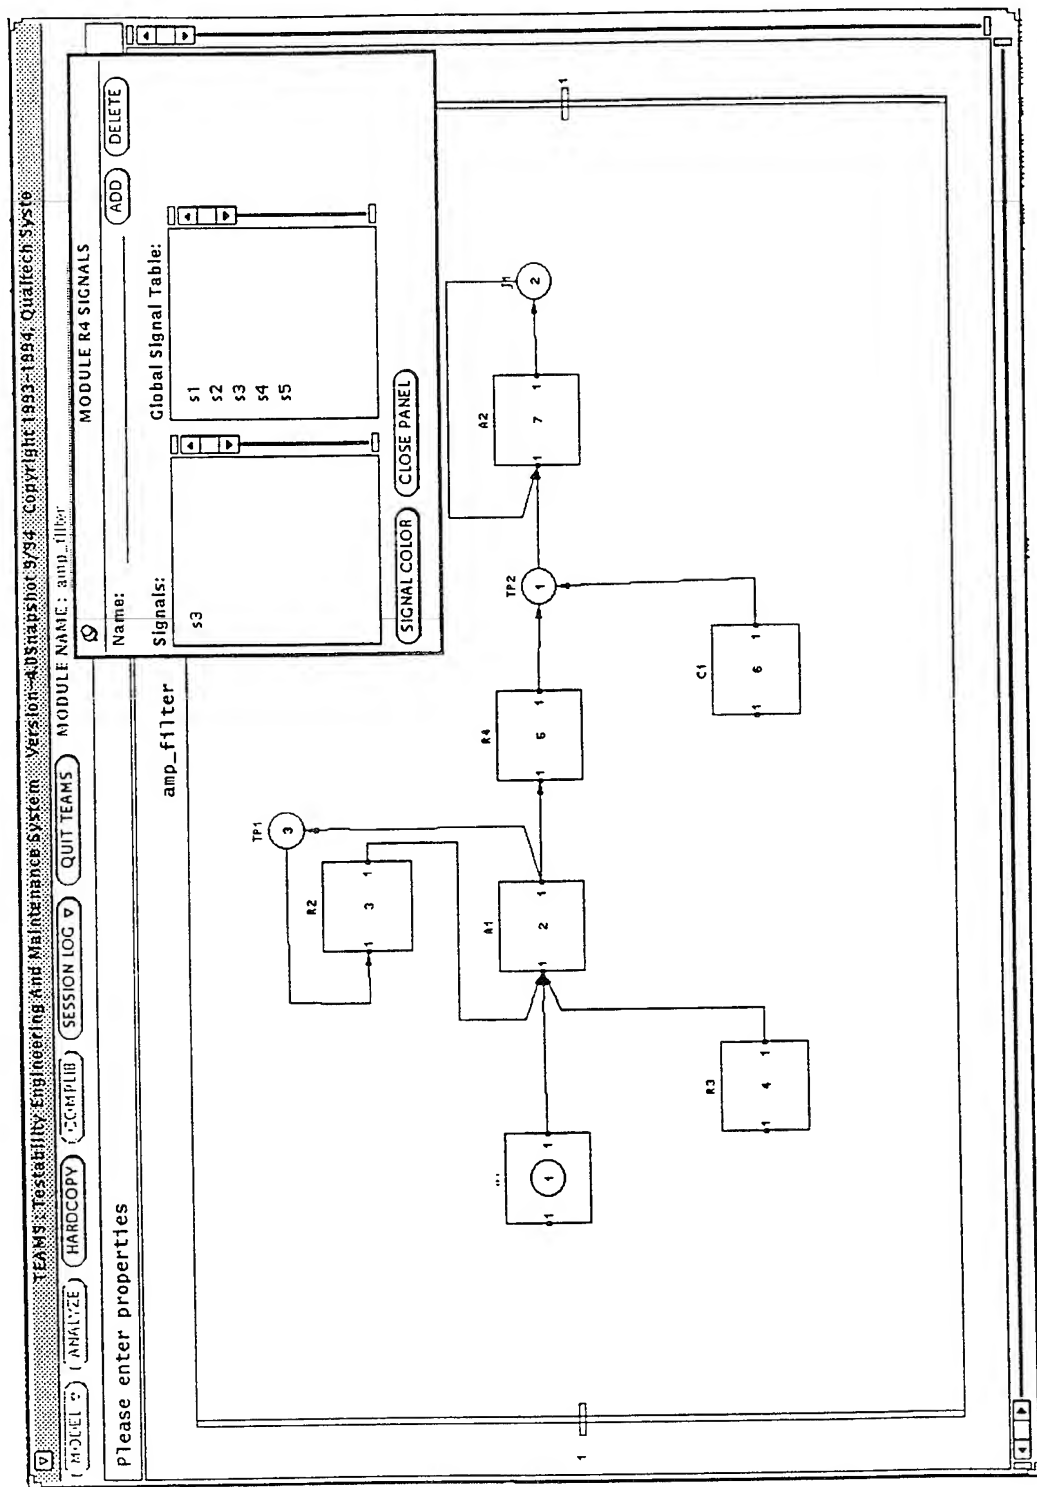 TEAMS: Testability Engineering And Maintenance System Version-4.0Snapshot 9/94 Copyright 1993-1994, Qualtech Syste
MODEL ANALYZE HARDCOPY COMPLIB SESSION LOG QUIT TEAMS MODULE NAME: amp_filter
Please enter properties
MODULE R4 SIGNALS
Name: ADD DELETE
Signals: Global Signal Table:
s3
s1
s2
s3
s4
s5
SIGNAL COLOR CLOSE PANEL
amp_filter
TP1
3
R2
1 3 1
1 1 1
A1
1 2 1
R4
1 5 1
TP2
1
A2
1 7 1
J1
2
R3
1 4 1
C1
1 6 1
1
1